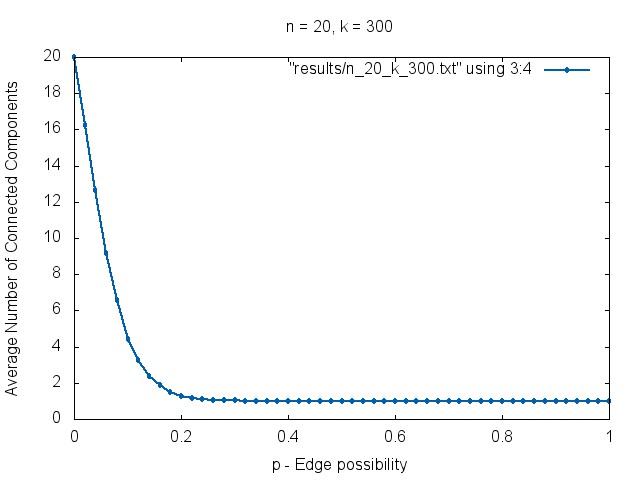 n = 20, k = 300
"results/n_20_k_300.txt" using 3:4
Average Number of Connected Components
20
18
16
14
12
10
8
6
4
2
0
0 0.2 0.4 0.6 0.8 1
p - Edge possibility